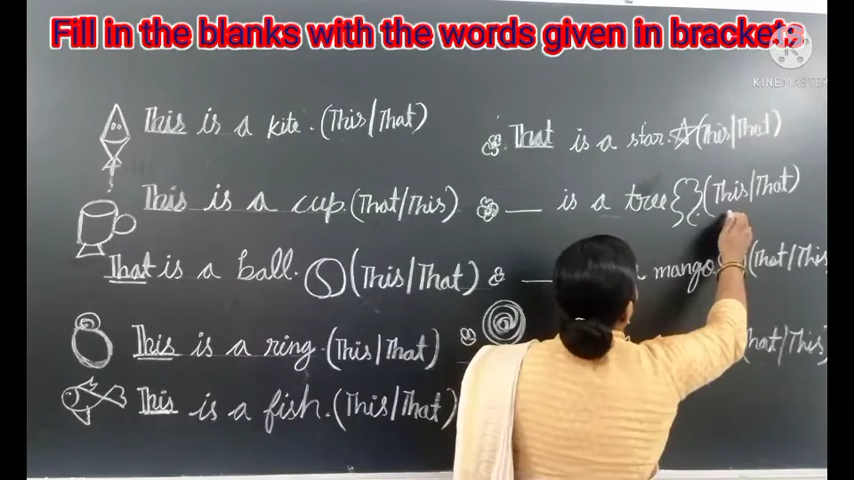 Fill in the blanks with the words given in brackets
KINEMASTER
This is a kite. (This/That)
This is a cup. (That/This)
That is a ball. (This/That)
This is a ring. (This/That)
This is a fish. (This/That)
That is a star. (This/That)
__ is a tree (This/That)
__ mango (That/This
hat/This)